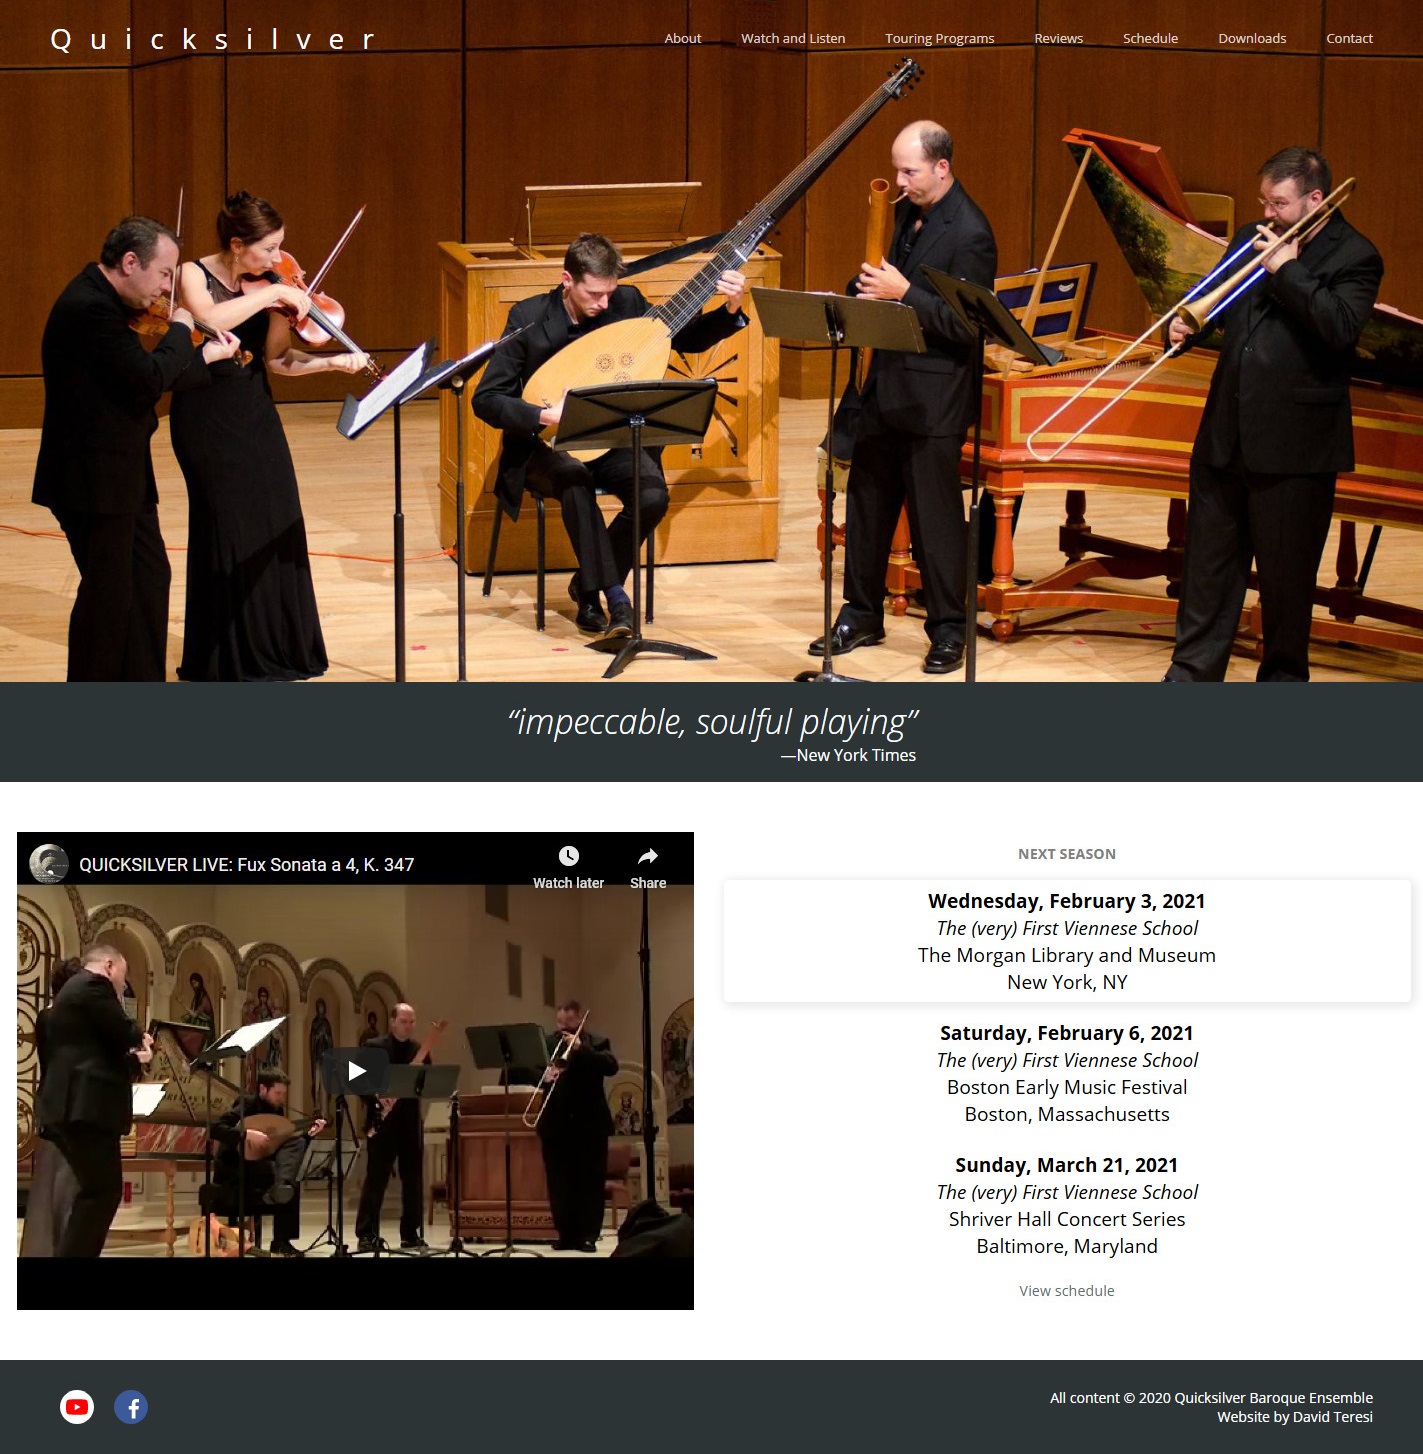 Quicksilver
About
Watch and Listen
Touring Programs
Reviews
Schedule
Downloads
Contact
“impeccable, soulful playing”
—New York Times
QUICKSILVER LIVE: Fux Sonata a 4, K. 347
Watch later
Share
NEXT SEASON
Wednesday, February 3, 2021
The (very) First Viennese School
The Morgan Library and Museum
New York, NY
Saturday, February 6, 2021
The (very) First Viennese School
Boston Early Music Festival
Boston, Massachusetts
Sunday, March 21, 2021
The (very) First Viennese School
Shriver Hall Concert Series
Baltimore, Maryland
View schedule
All content © 2020 Quicksilver Baroque Ensemble
Website by David Teresi